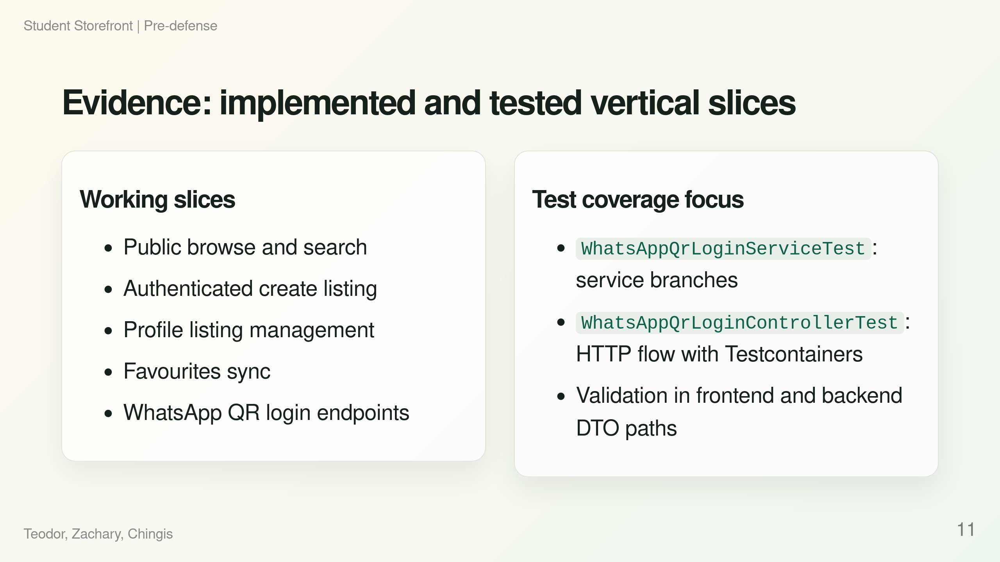 Student Storefront | Pre-defense
Evidence: implemented and tested vertical slices
Working slices
• Public browse and search
• Authenticated create listing
• Profile listing management
• Favourites sync
• WhatsApp QR login endpoints
Test coverage focus
• WhatsAppQrLoginServiceTest:
service branches
• WhatsAppQrLoginControllerTest:
HTTP flow with Testcontainers
• Validation in frontend and backend
DTO paths
Teodor, Zachary, Chingis
11